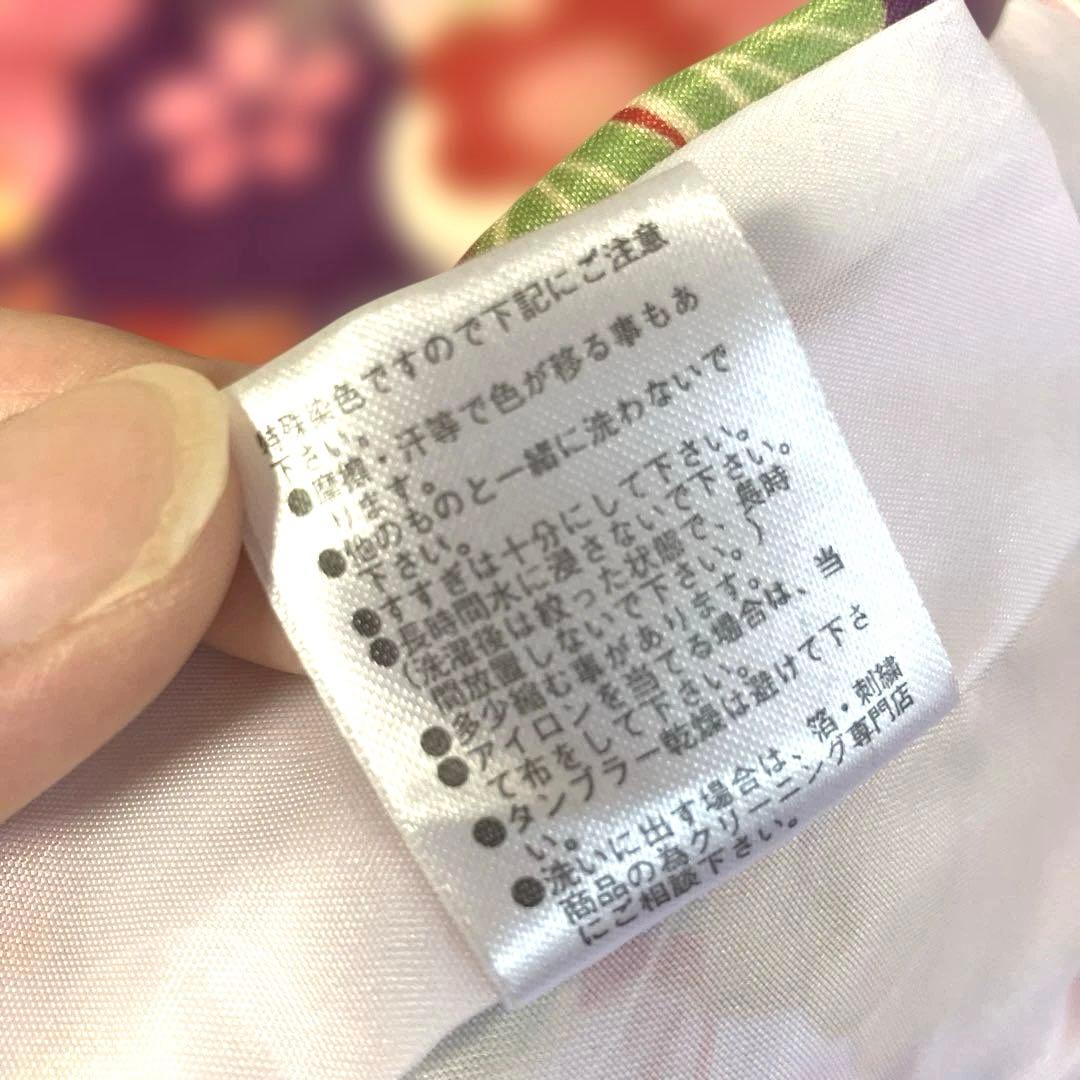 特殊染色ですので下記にご注意
下さい。
●摩擦・汗等で色が移る事もあ
ります。
●他のものと一緒に洗わないで
下さい。
●すすぎは十分にして下さい。
●長時間水に浸さないで下さい。
(洗濯後は絞った状態で、長時
間放置しないで下さい。)
●多少縮む事があります。
●アイロンを当てる場合は、当
て布をして下さい。
●タンブラー乾燥は避けて下さ
い。
●洗いに出す場合は、箔・刺繍
商品の為クリーニング専門店
にご相談下さい。